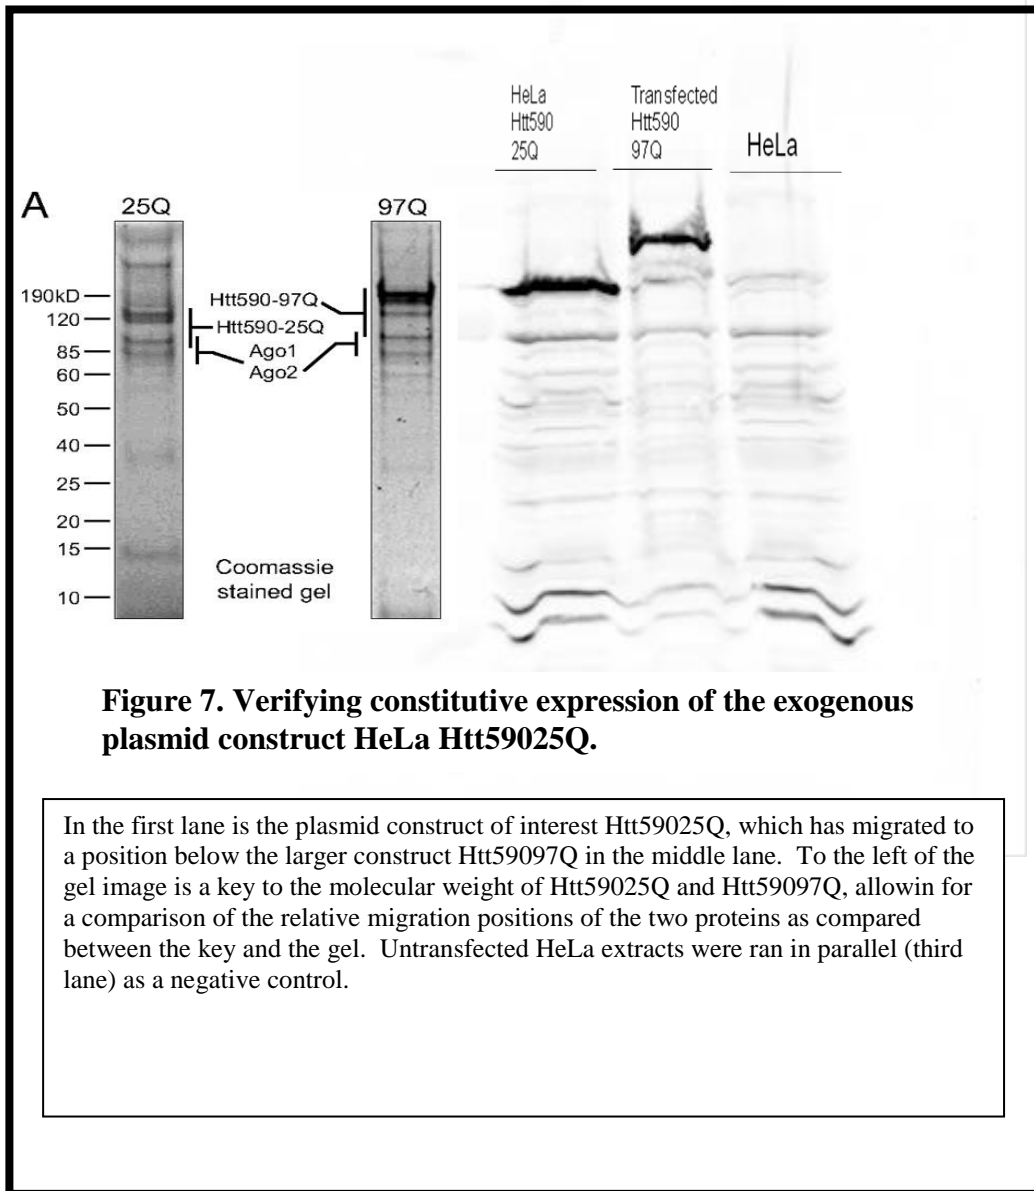 HeLa
Htt590
25Q
Transfected
Htt590
97Q
HeLa
A
25Q
97Q
190kD
120
85
60
50
40
25
20
15
10
Htt590-97Q
Htt590-25Q
Ago1
Ago2
Coomassie
stained gel
Figure 7. Verifying constitutive expression of the exogenous
plasmid construct HeLa Htt59025Q.
In the first lane is the plasmid construct of interest Htt59025Q, which has migrated to
a position below the larger construct Htt59097Q in the middle lane. To the left of the
gel image is a key to the molecular weight of Htt59025Q and Htt59097Q, allowin for
a comparison of the relative migration positions of the two proteins as compared
between the key and the gel. Untransfected HeLa extracts were ran in parallel (third
lane) as a negative control.